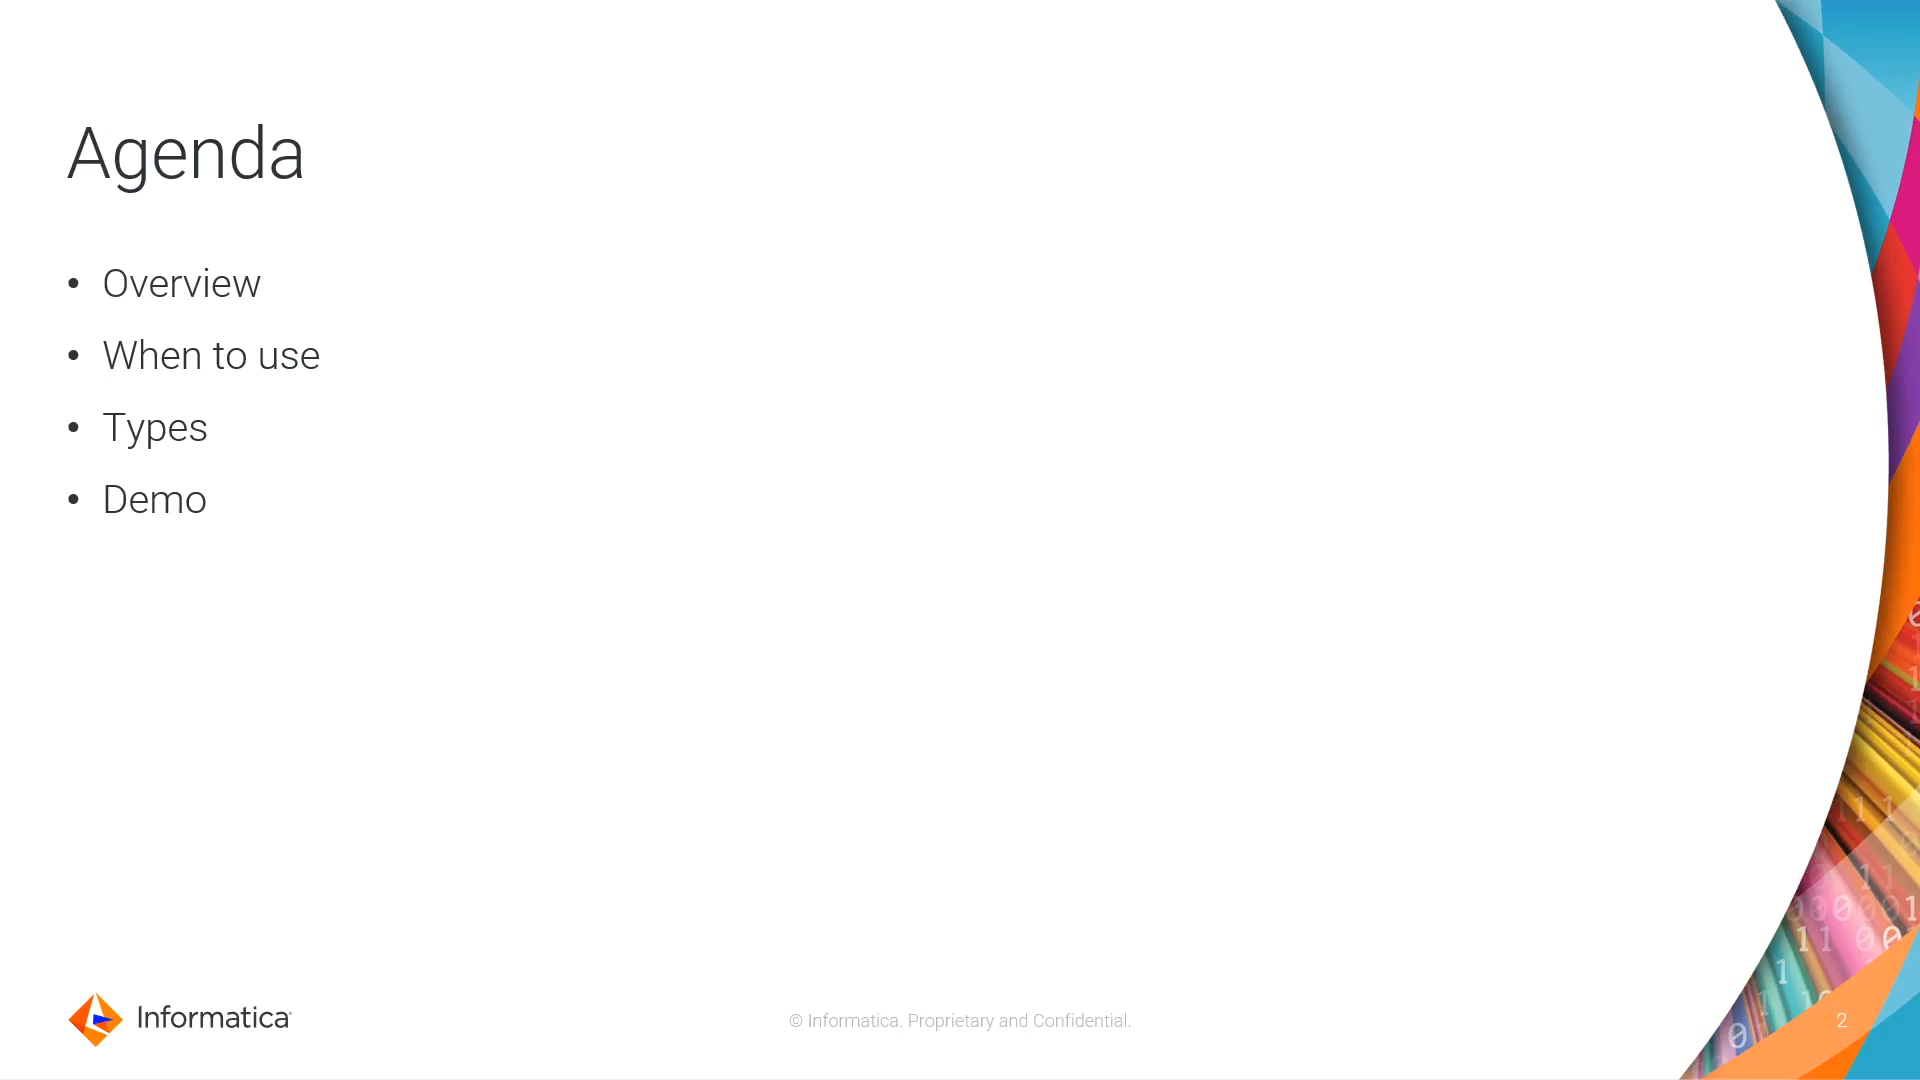 Agenda
• Overview
• When to use
• Types
• Demo
Informatica
© Informatica. Proprietary and Confidential.
2